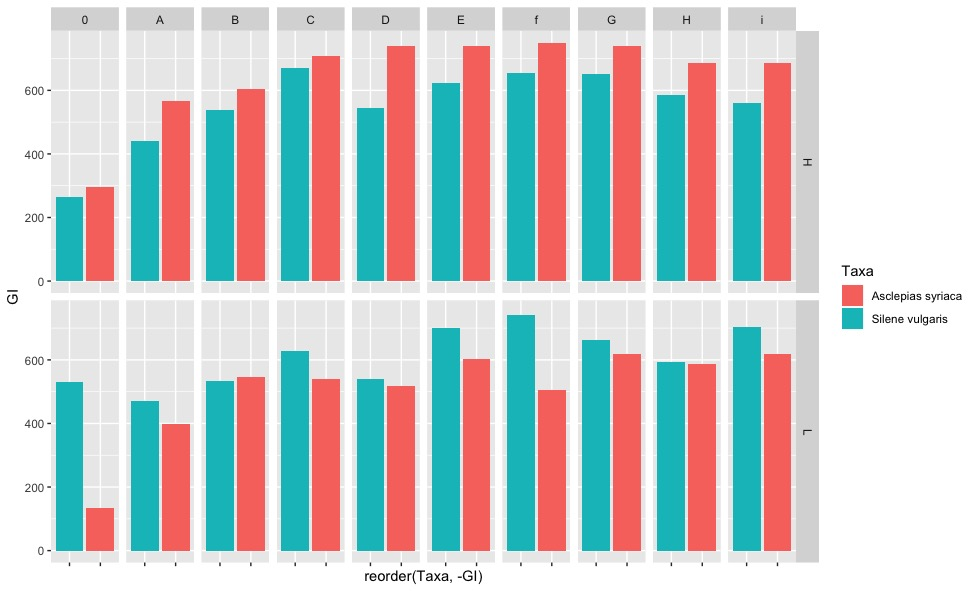 0 A B C D E f G H i
600
400
200
0
H
600
400
200
0
L
GI
reorder(Taxa, -GI)
Taxa
Asclepias syriaca
Silene vulgaris